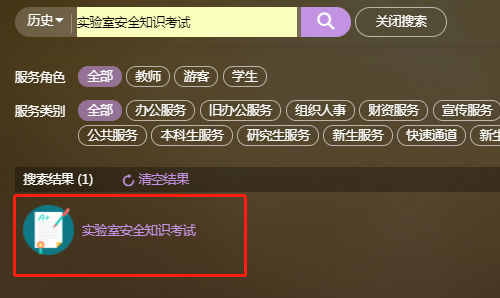 历史 实验室安全知识考试 关闭搜索
服务角色 全部 教师 游客 学生
服务类别 全部 办公服务 旧办公服务 组织人事 财资服务 宣传服务
公共服务 本科生服务 研究生服务 新生服务 快速通道 新生
搜索结果 (1) 清空结果
A+ 实验室安全知识考试